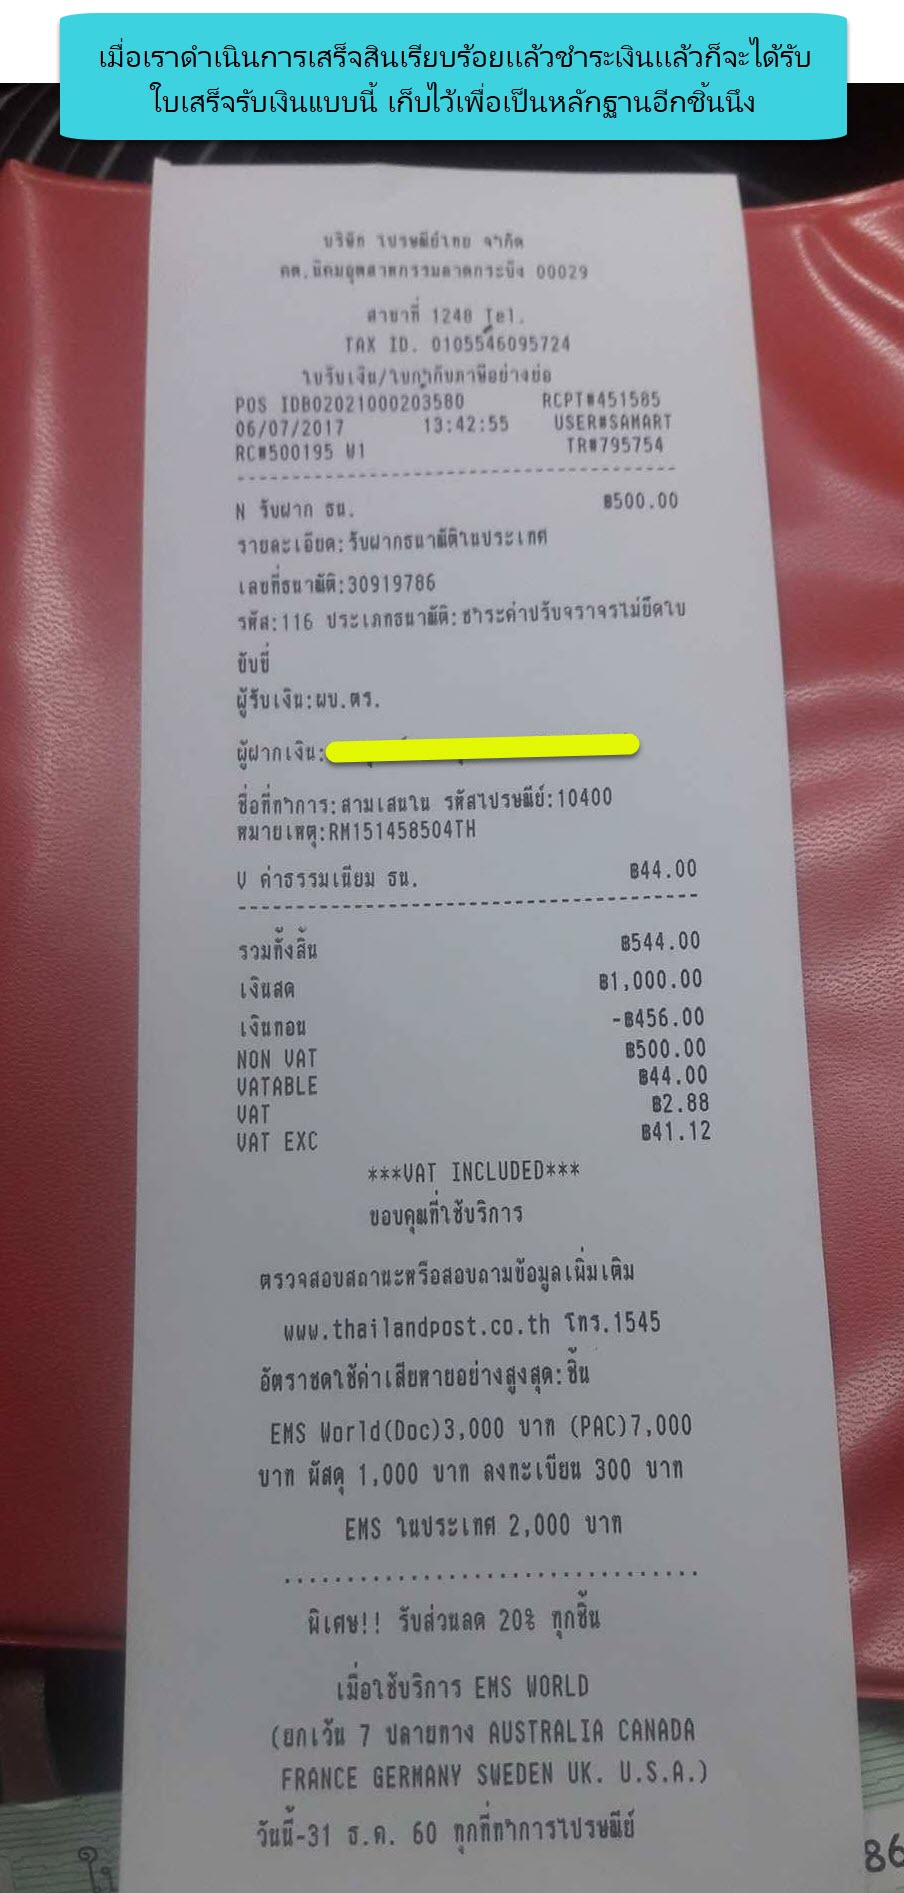 เมื่อเราดำเนินการเสร็จสินเรียบร้อยแล้วชำระเงินแล้วก็จะได้รับ
ใบเสร็จรับเงินแบบนี้ เก็บไว้เพื่อเป็นหลักฐานอีกชิ้นนึง
บริษัท ไปรษณีย์ไทย จำกัด
คต.นิคมอุตสาหกรรมลาดกระบัง 00029
สาขาที่ 1248 Tel.
TAX ID. 0105546095724
ใบรับเงิน/ใบกำกับภาษีอย่างย่อ
POS IDB02021000203580 RCPT#451585
06/07/2017 13:42:55 USER#SAMART
RC#500195 W1 TR#795754
N รับฝาก ธน. ฿500.00
รายละเอียด:รับฝากธนาณัติในประเทศ
เลขที่ธนาณัติ:30919786
รหัส:116 ประเภทธนาณัติ:ชำระค่าปรับจราจรไม่ยึดใบ
ขับขี่
ผู้รับเงิน:ผบ.ตร.
ผู้ฝากเงิน:
ชื่อที่ทำการ:สามเสนใน รหัสไปรษณีย์:10400
หมายเหตุ:RM151458504TH
V ค่าธรรมเนียม ธน. ฿44.00
รวมทั้งสิ้น ฿544.00
เงินสด ฿1,000.00
เงินทอน -฿456.00
NON VAT ฿500.00
VATABLE ฿44.00
VAT ฿2.88
VAT EXC ฿41.12
***VAT INCLUDED***
ขอบคุณที่ใช้บริการ
ตรวจสอบสถานะหรือสอบถามข้อมูลเพิ่มเติม
www.thailandpost.co.th โทร.1545
อัตราชดใช้ค่าเสียหายอย่างสูงสุด:ชิ้น
EMS World(Doc)3,000 บาท (PAC)7,000
บาท พัสดุ 1,000 บาท ลงทะเบียน 300 บาท
EMS ในประเทศ 2,000 บาท
พิเศษ!! รับส่วนลด 20% ทุกชิ้น
เมื่อใช้บริการ EMS WORLD
(ยกเว้น 7 ปลายทาง AUSTRALIA CANADA
FRANCE GERMANY SWEDEN UK. U.S.A.)
วันนี้-31 ธ.ค. 60 ทุกที่ทำการไปรษณีย์
86